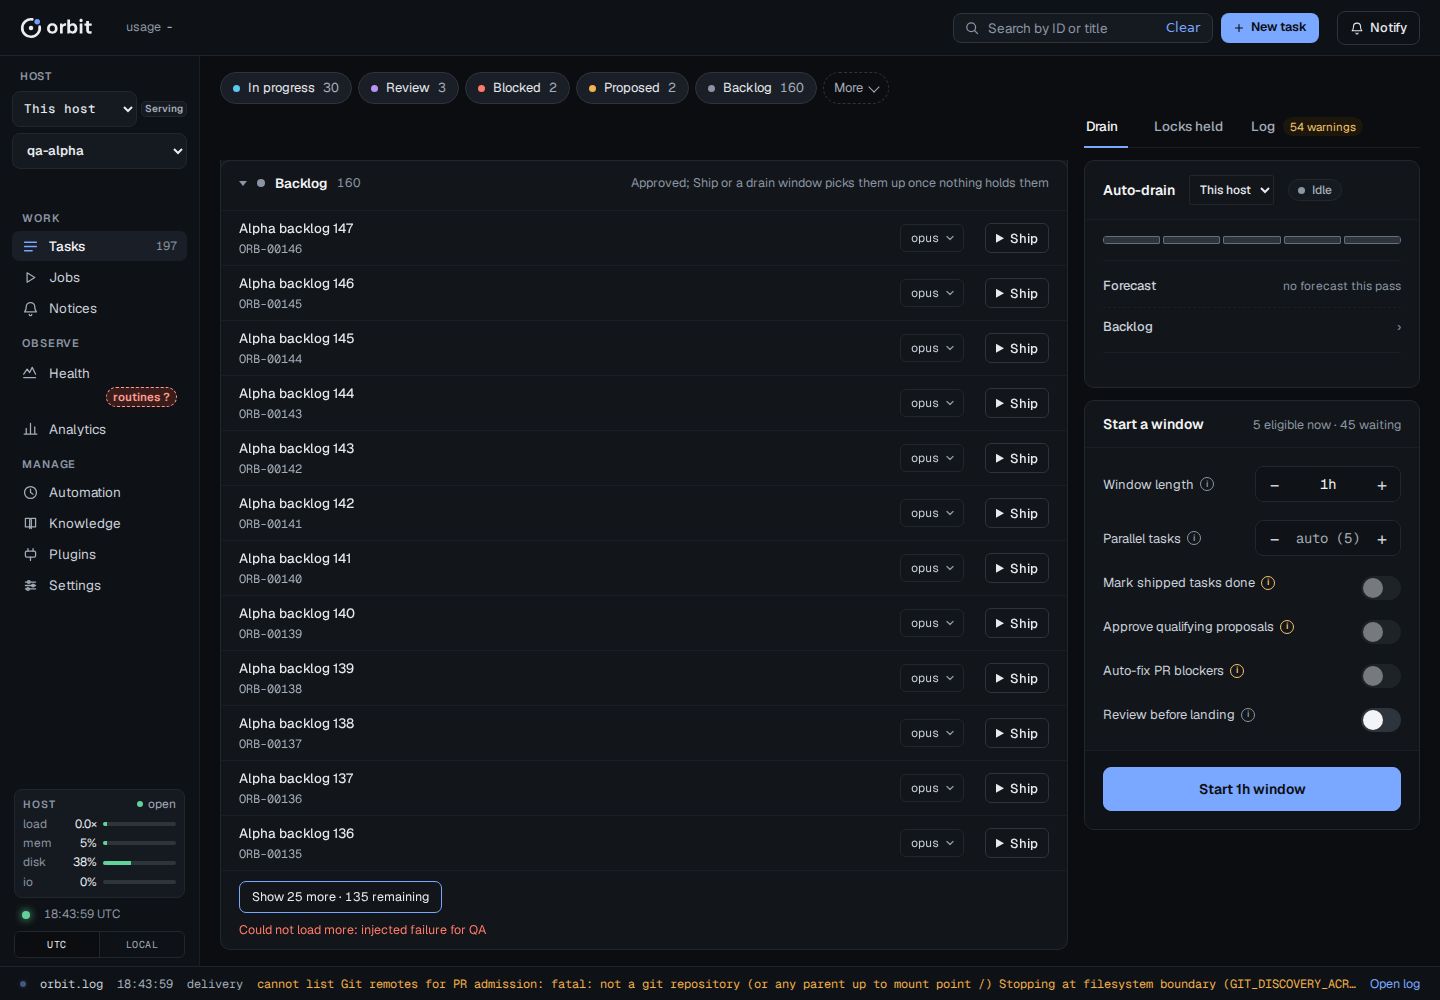 orbit
usage –
Search by ID or title
Clear
+ New task
Notify
HOST
This host
Serving
qa-alpha
WORK
Tasks 197
Jobs
Notices
OBSERVE
Health
routines ?
Analytics
MANAGE
Automation
Knowledge
Plugins
Settings
HOST open
load 0.0×
mem 5%
disk 38%
io 0%
18:43:59 UTC
UTC LOCAL
In progress 30
Review 3
Blocked 2
Proposed 2
Backlog 160
More
Backlog 160
Approved; Ship or a drain window picks them up once nothing holds them
Alpha backlog 147
ORB-00146
opus Ship
Alpha backlog 146
ORB-00145
opus Ship
Alpha backlog 145
ORB-00144
opus Ship
Alpha backlog 144
ORB-00143
opus Ship
Alpha backlog 143
ORB-00142
opus Ship
Alpha backlog 142
ORB-00141
opus Ship
Alpha backlog 141
ORB-00140
opus Ship
Alpha backlog 140
ORB-00139
opus Ship
Alpha backlog 139
ORB-00138
opus Ship
Alpha backlog 138
ORB-00137
opus Ship
Alpha backlog 137
ORB-00136
opus Ship
Alpha backlog 136
ORB-00135
opus Ship
Show 25 more · 135 remaining
Could not load more: injected failure for QA
Drain
Locks held
Log 54 warnings
Auto-drain This host Idle
Forecast no forecast this pass
Backlog ›
Start a window 5 eligible now · 45 waiting
Window length − 1h +
Parallel tasks − auto (5) +
Mark shipped tasks done
Approve qualifying proposals
Auto-fix PR blockers
Review before landing
Start 1h window
orbit.log 18:43:59 delivery cannot list Git remotes for PR admission: fatal: not a git repository (or any parent up to mount point /) Stopping at filesystem boundary (GIT_DISCOVERY_ACR… Open log